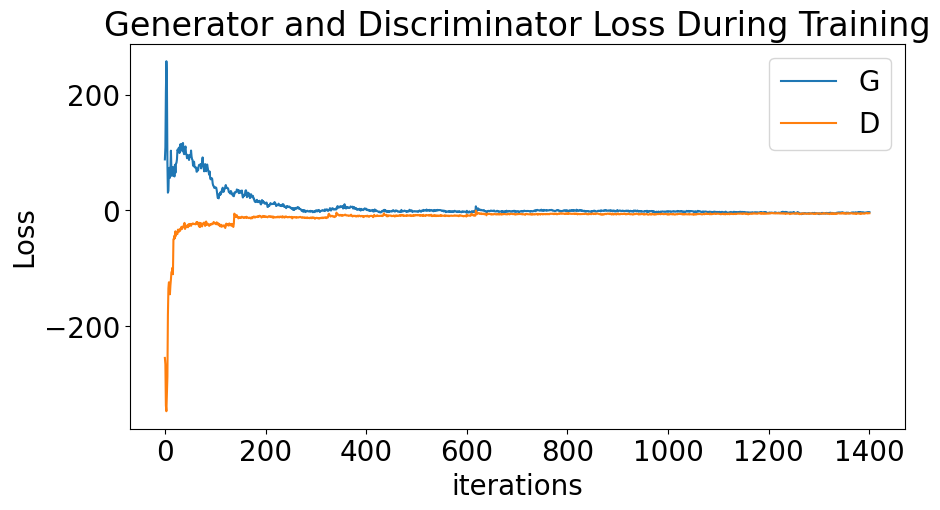 Generator and Discriminator Loss During Training
G
D
200
0
−200
Loss
0 200 400 600 800 1000 1200 1400
iterations